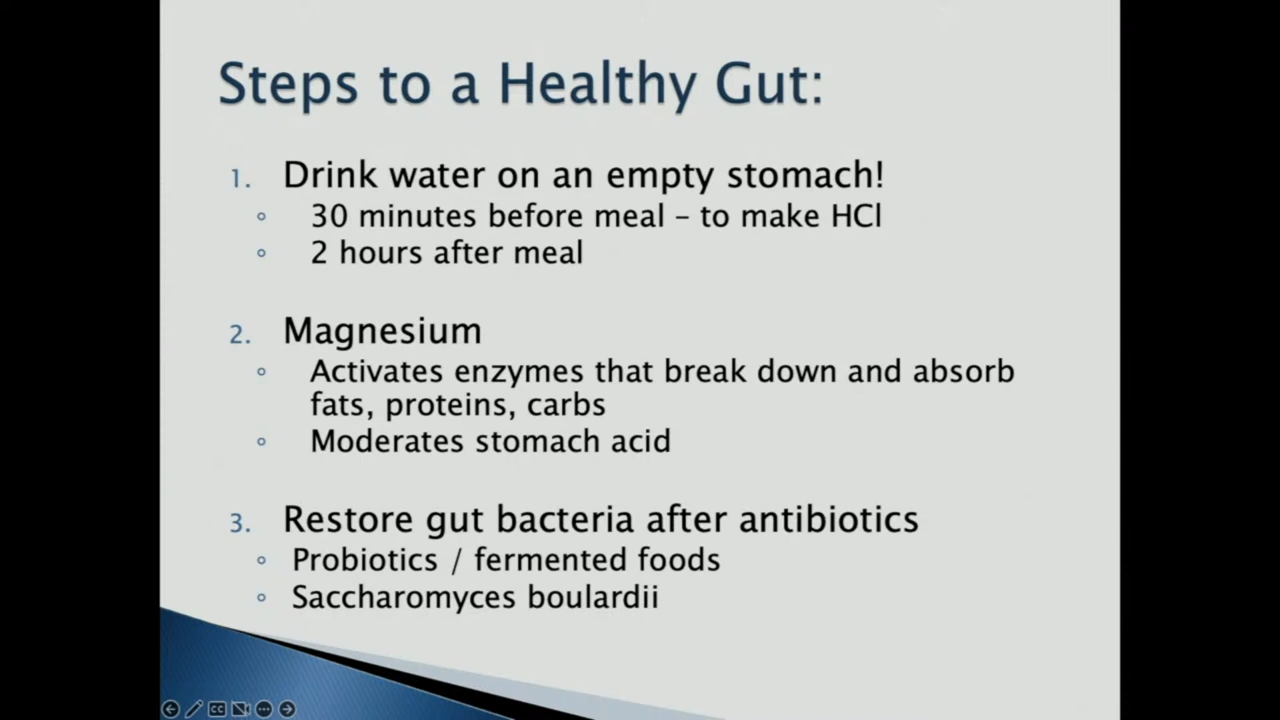 Steps to a Healthy Gut:
1. Drink water on an empty stomach!
◦ 30 minutes before meal – to make HCl
◦ 2 hours after meal
2. Magnesium
◦ Activates enzymes that break down and absorb
fats, proteins, carbs
◦ Moderates stomach acid
3. Restore gut bacteria after antibiotics
◦ Probiotics / fermented foods
◦ Saccharomyces boulardii
CC